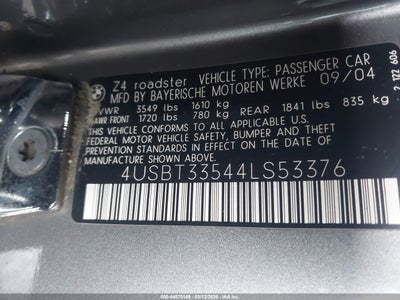 Z4 roadster VEHICLE TYPE: PASSENGER CAR
MFD BY BAYERISCHE MOTOREN WERKE 09/04
GVWR 3549 lbs 1610 kg
GAWR FRONT 1720 lbs 780 kg REAR 1841 lbs 835 kg
THIS VEHICLE CONFORMS TO ALL APPLICABLE U.S.
FEDERAL MOTOR VEHICLE SAFETY, BUMPER AND THEFT
PREVENTION STANDARDS IN EFFECT ON THE DATE OF
MANUFACTURE SHOWN ABOVE.
4USBT33544LS53376